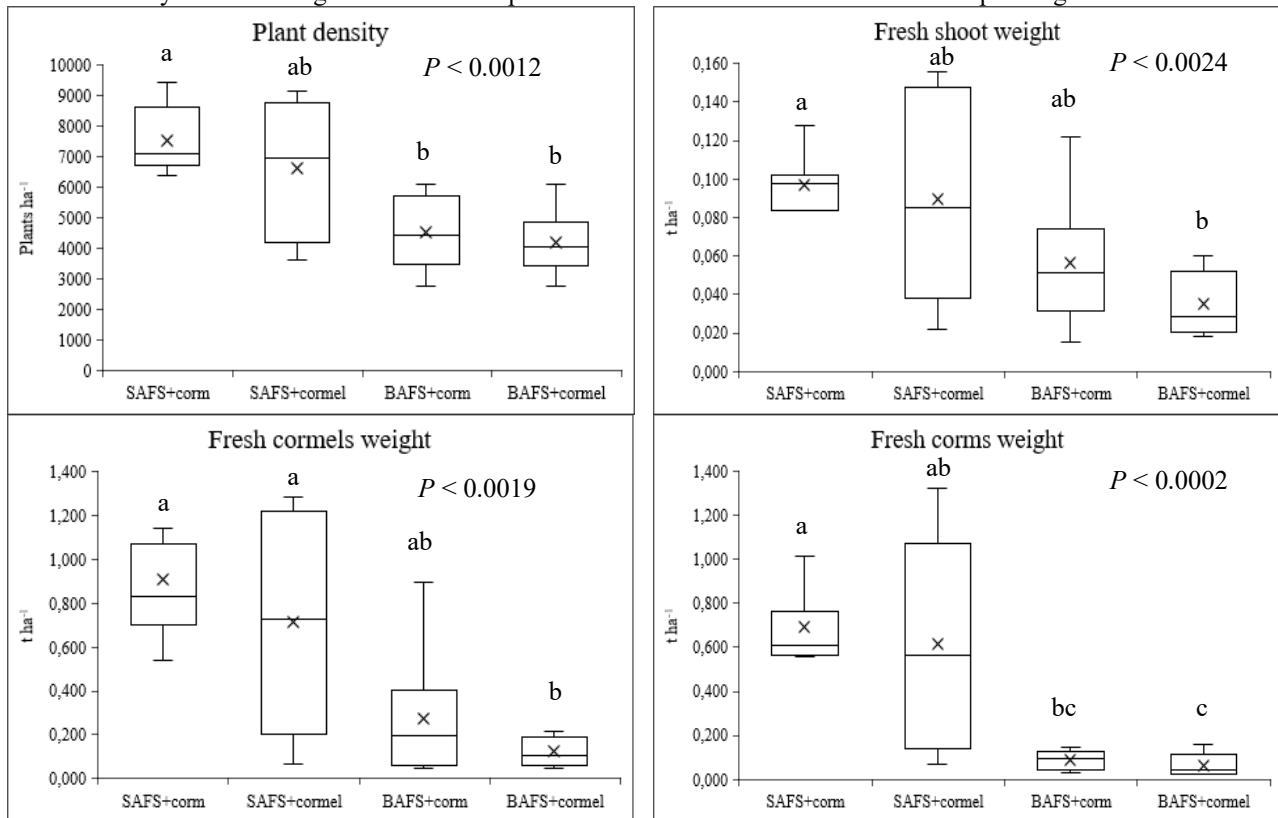 Plant density
a
ab
P < 0.0012
b
b
10000
9000
8000
7000
6000
5000
4000
3000
2000
1000
0
Plants ha⁻¹
SAFS+corm SAFS+cormel BAFS+corm BAFS+cormel
Fresh shoot weight
ab
P < 0.0024
a
ab
b
0,160
0,140
0,120
0,100
0,080
0,060
0,040
0,020
0,000
t ha⁻¹
SAFS+corm SAFS+cormel BAFS+corm BAFS+cormel
Fresh cormels weight
a
a
P < 0.0019
ab
b
1,400
1,200
1,000
0,800
0,600
0,400
0,200
0,000
t ha⁻¹
SAFS+corm SAFS+cormel BAFS+corm BAFS+cormel
Fresh corms weight
ab
P < 0.0002
a
bc
c
1,400
1,200
1,000
0,800
0,600
0,400
0,200
0,000
t ha⁻¹
SAFS+corm SAFS+cormel BAFS+corm BAFS+cormel